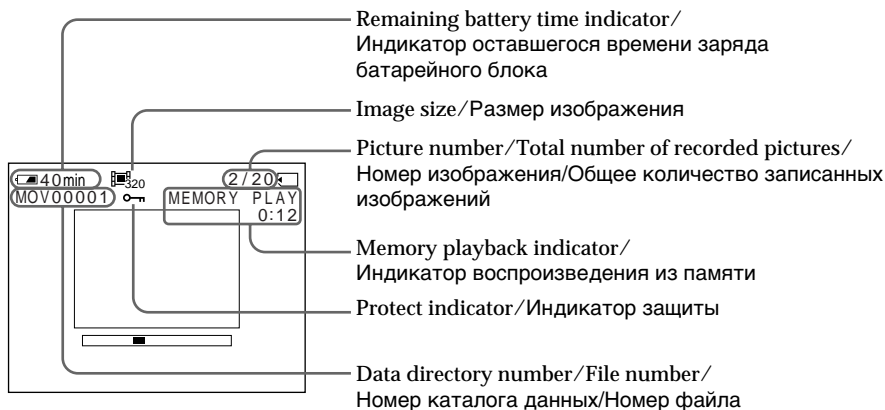 Remaining battery time indicator/
Индикатор оставшегося времени заряда
батарейного блока
Image size/Размер изображения
Picture number/Total number of recorded pictures/
Номер изображения/Общее количество записанных
изображений
Memory playback indicator/
Индикатор воспроизведения из памяти
Protect indicator/Индикатор защиты
Data directory number/File number/
Номер каталога данных/Номер файла
40min
320
2/20
MOV00001
MEMORY PLAY
0:12